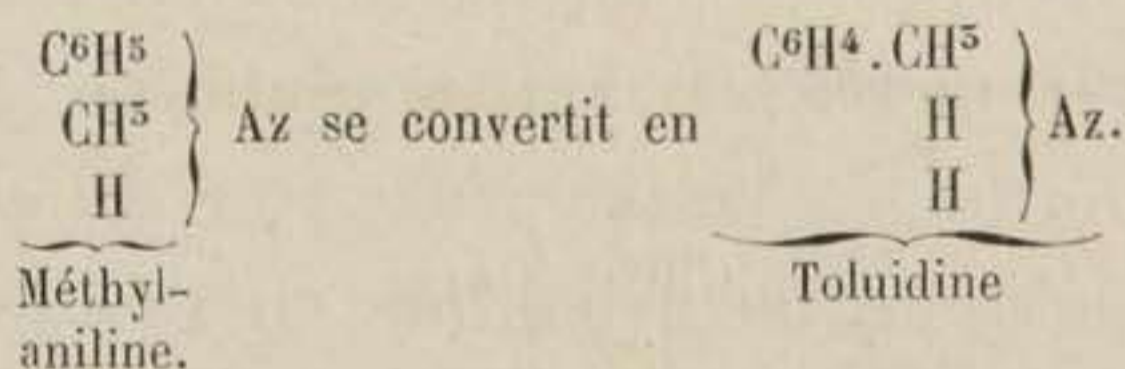 C⁶H⁵ C⁶H⁴.CH³
CH³ } Az se convertit en H } Az.
H H
Méthyl- Toluidine
aniline.